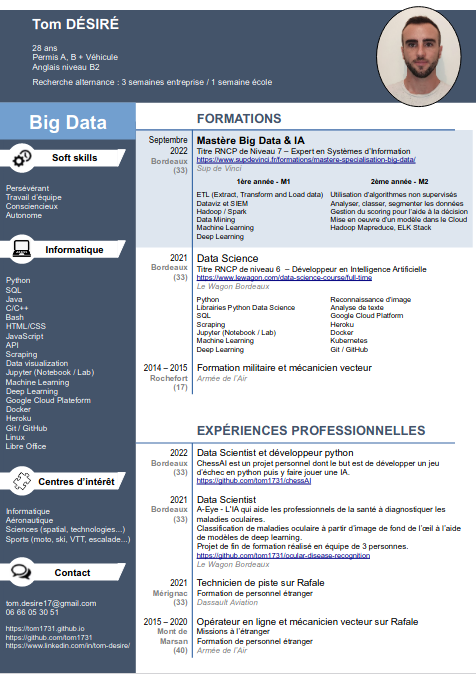 Tom DÉSIRÉ
28 ans
Permis A, B + Véhicule
Anglais niveau B2
Recherche alternance : 3 semaines entreprise / 1 semaine école
Big Data
Soft skills
Persévérant
Travail d'équipe
Consciencieux
Autonome
Informatique
Python
SQL
Java
C/C++
Bash
HTML/CSS
JavaScript
API
Scraping
Data visualization
Jupyter (Notebook / Lab)
Machine Learning
Deep Learning
Google Cloud Plateform
Docker
Heroku
Git / GitHub
Linux
Libre Office
Centres d'intérêt
Informatique
Aéronautique
Sciences (spatial, technologies...)
Sports (moto, ski, VTT, escalade...)
Contact
tom.desire17@gmail.com
06 66 05 30 51
https://tom1731.github.io
https://github.com/tom1731
https://www.linkedin.com/in/tom-desire/
FORMATIONS
Septembre 2022
Bordeaux (33)
Mastère Big Data & IA
Titre RNCP de Niveau 7 – Expert en Systèmes d'Information
https://www.supdevinci.fr/formations/mastere-specialisation-big-data/
Sup de Vinci
1ère année - M1
ETL (Extract, Transform and Load data)
Dataviz et SIEM
Hadoop / Spark
Data Mining
Machine Learning
Deep Learning
2ème année - M2
Utilisation d'algorithmes non supervisés
Analyser, classer, segmenter les données
Gestion du scoring pour l'aide à la décision
Mise en oeuvre d'un modèle dans le Cloud
Hadoop Mapreduce, ELK Stack
2021
Bordeaux (33)
Data Science
Titre RNCP de niveau 6 – Développeur en Intelligence Artificielle
https://www.lewagon.com/data-science-course/full-time
Le Wagon Bordeaux
Python
Librairies Python Data Science
SQL
Scraping
Jupyter (Notebook / Lab)
Machine Learning
Deep Learning
Reconnaissance d'image
Analyse de texte
Google Cloud Platform
Heroku
Docker
Kubernetes
Git / GitHub
2014 – 2015
Rochefort (17)
Formation militaire et mécanicien vecteur
Armée de l'Air
EXPÉRIENCES PROFESSIONNELLES
2022
Bordeaux (33)
Data Scientist et développeur python
ChessAI est un projet personnel dont le but est de développer un jeu
d'échec en python puis y faire jouer une IA.
https://github.com/tom1731/chessAI
2021
Bordeaux (33)
Data Scientist
A-Eye - L'IA qui aide les professionnels de la santé à diagnostiquer les
maladies oculaires.
Classification de maladies oculaire à partir d'image de fond de l'œil à l'aide
de modèles de deep learning.
Projet de fin de formation réalisé en équipe de 3 personnes.
https://github.com/tom1731/ocular-disease-recognition
Le Wagon Bordeaux
2021
Mérignac (33)
Technicien de piste sur Rafale
Formation de personnel étranger
Dassault Aviation
2015 – 2020
Mont de Marsan (40)
Opérateur en ligne et mécanicien vecteur sur Rafale
Missions à l'étranger
Formation de personnel étranger
Armée de l'Air